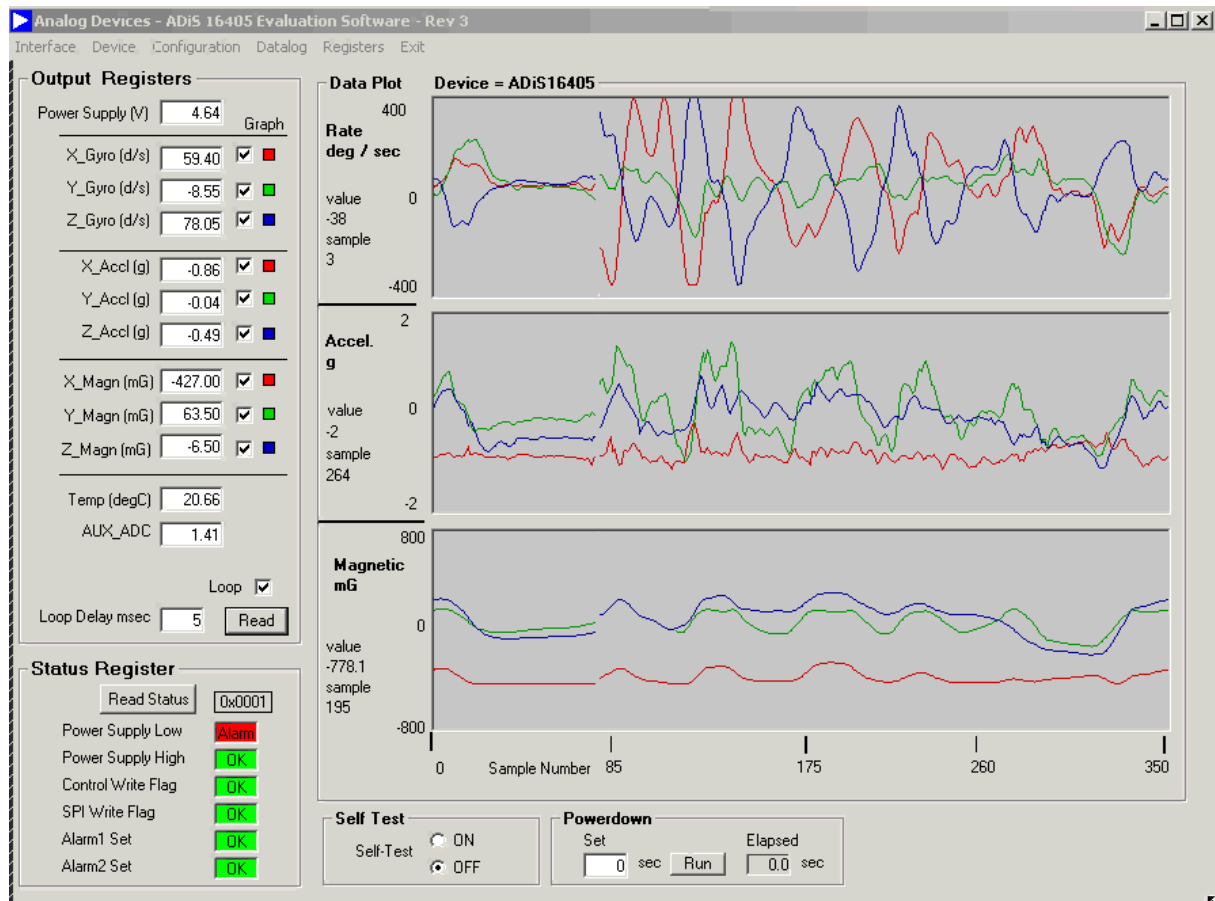 Analog Devices - ADiS 16405 Evaluation Software - Rev 3
Interface Device Configuration Datalog Registers Exit
Output Registers
Power Supply (V) 4.64
Graph
X_Gyro (d/s) 59.40
Y_Gyro (d/s) -8.55
Z_Gyro (d/s) 78.05
X_Accl (g) -0.86
Y_Accl (g) -0.04
Z_Accl (g) -0.49
X_Magn (mG) -427.00
Y_Magn (mG) 63.50
Z_Magn (mG) -6.50
Temp (degC) 20.66
AUX_ADC 1.41
Loop
Loop Delay msec 5 Read
Status Register
Read Status 0x0001
Power Supply Low Alarm
Power Supply High OK
Control Write Flag OK
SPI Write Flag OK
Alarm1 Set OK
Alarm2 Set OK
Data Plot Device = ADiS16405
400
Rate
deg / sec
value 0
-38
sample
3
-400
2
Accel.
g
value 0
-2
sample
264
-2
800
Magnetic
mG
0
value
-778.1
sample
195
-800
0 Sample Number 85 175 260 350
Self Test
Self-Test
ON
OFF
Powerdown
Set Elapsed
0 sec Run 0.0 sec